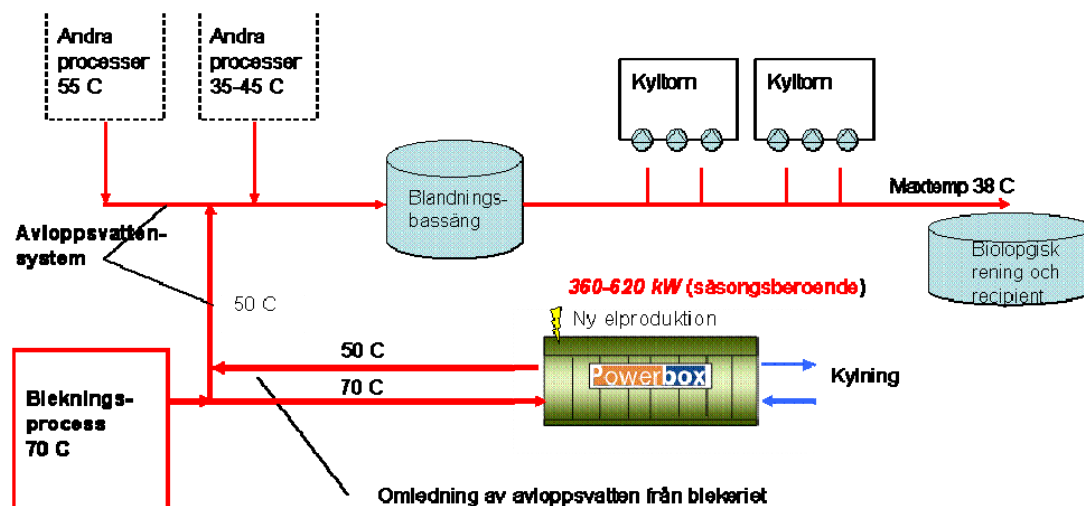 Andra
processer
55 C
Andra
processer
35-45 C
Kyltorn
Kyltorn
Blandnings-
bassäng
Maxtemp 38 C
Avloppsvatten-
system
Biolopgisk
rening och
recipient
50 C
360-620 kW (säsongsberoende)
Ny elproduktion
50 C
70 C
Powerbox
Kylning
Bleknings-
process
70 C
Omledning av avloppsvatten från blekeriet